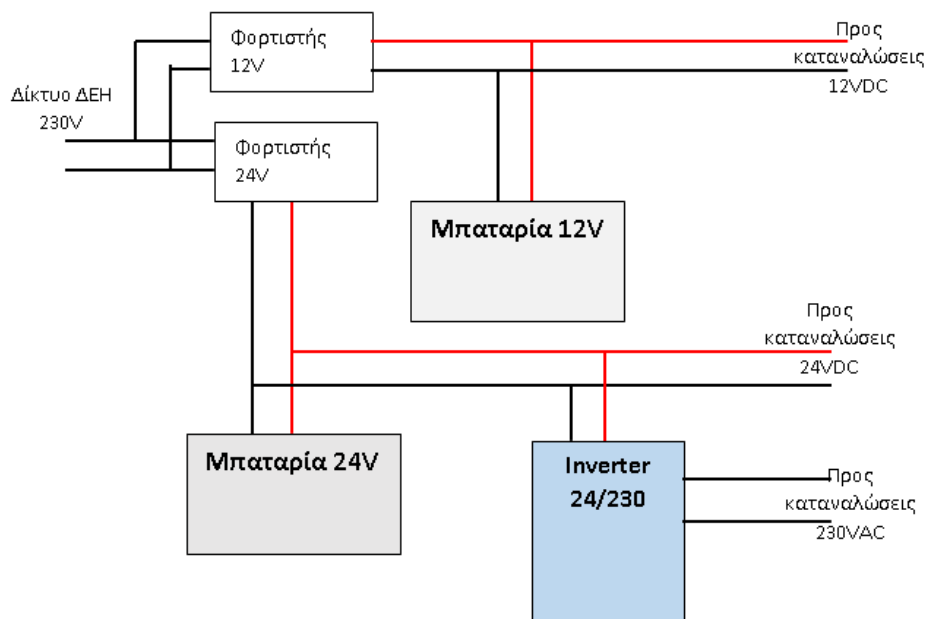 Φορτιστής
12V
Προς
καταναλώσεις
12VDC
Δίκτυο ΔΕΗ
230V
Φορτιστής
24V
Μπαταρία 12V
Προς
καταναλώσεις
24VDC
Μπαταρία 24V
Inverter
24/230
Προς
καταναλώσεις
230VAC